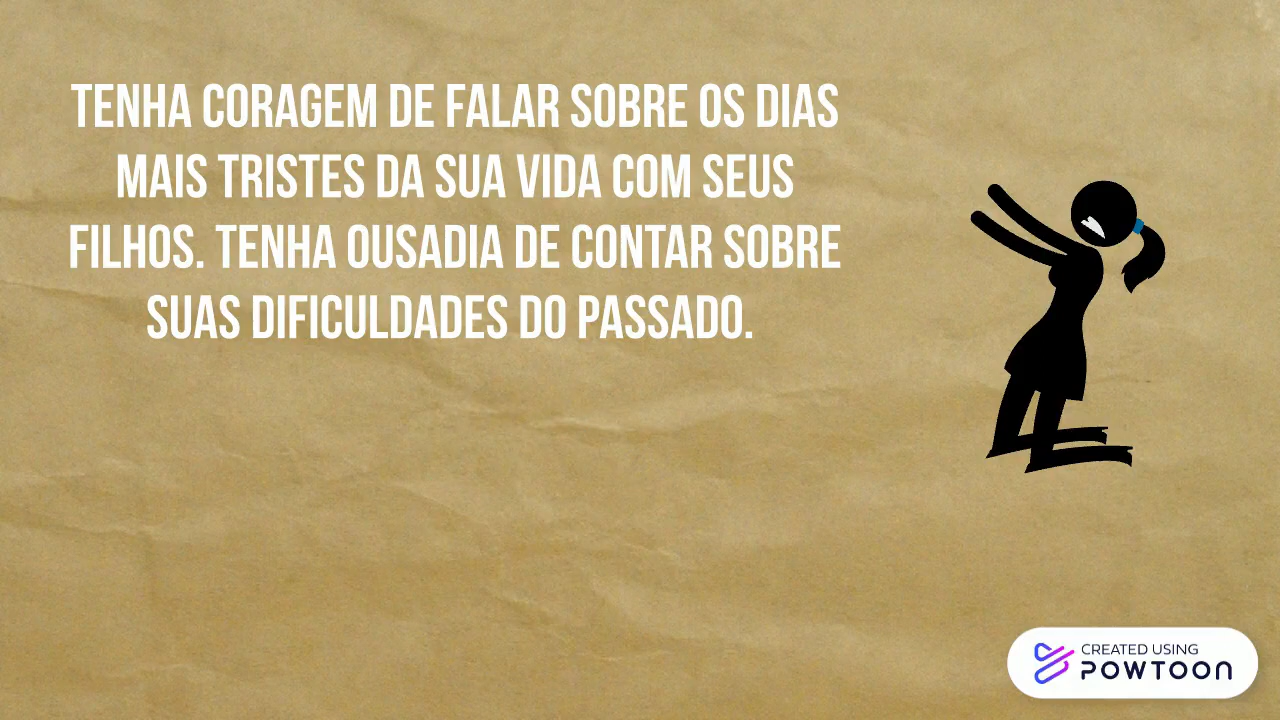 TENHA CORAGEM DE FALAR SOBRE OS DIAS
MAIS TRISTES DA SUA VIDA COM SEUS
FILHOS. TENHA OUSADIA DE CONTAR SOBRE
SUAS DIFICULDADES DO PASSADO.
CREATED USING
POWTOON